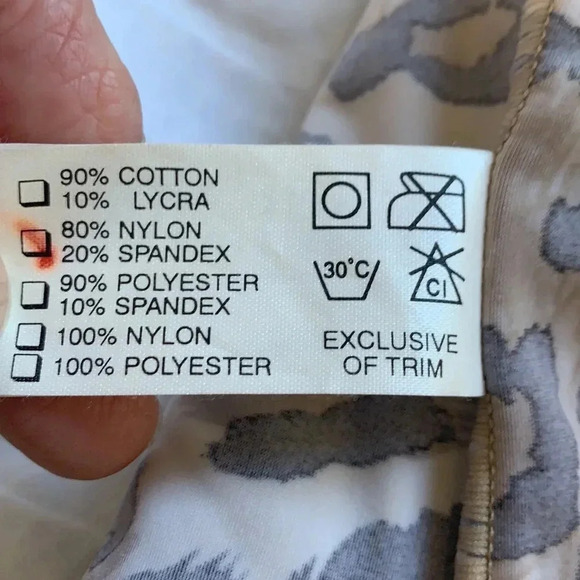 90% COTTON
10% LYCRA
80% NYLON
20% SPANDEX
90% POLYESTER
10% SPANDEX
100% NYLON
100% POLYESTER
30°C
Cl
EXCLUSIVE
OF TRIM